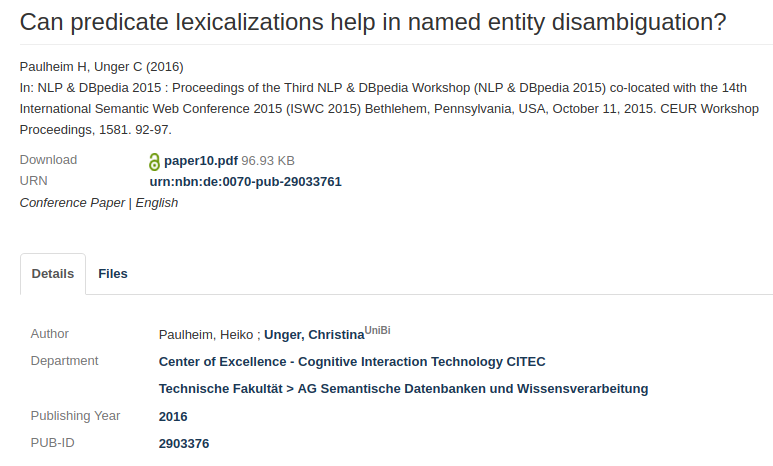 Can predicate lexicalizations help in named entity disambiguation?
Paulheim H, Unger C (2016)
In: NLP & DBpedia 2015 : Proceedings of the Third NLP & DBpedia Workshop (NLP & DBpedia 2015) co-located with the 14th
International Semantic Web Conference 2015 (ISWC 2015) Bethlehem, Pennsylvania, USA, October 11, 2015. CEUR Workshop
Proceedings, 1581. 92-97.
Download paper10.pdf 96.93 KB
URN urn:nbn:de:0070-pub-29033761
Conference Paper | English
Details Files
Author Paulheim, Heiko ; Unger, Christina UniBi
Department Center of Excellence - Cognitive Interaction Technology CITEC
Technische Fakultät > AG Semantische Datenbanken und Wissensverarbeitung
Publishing Year 2016
PUB-ID 2903376